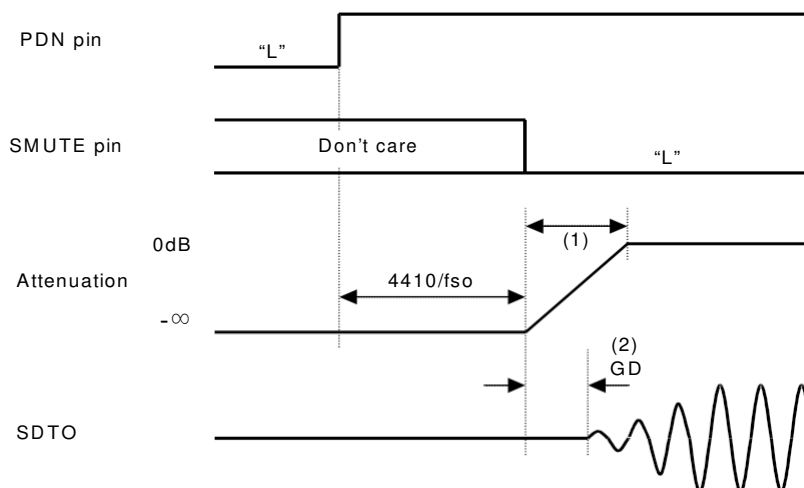 PDN pin
“L”
SMUTE pin
Don't care
“L”
0dB
(1)
Attenuation
4410/fso
-∞
(2)
GD
SDTO